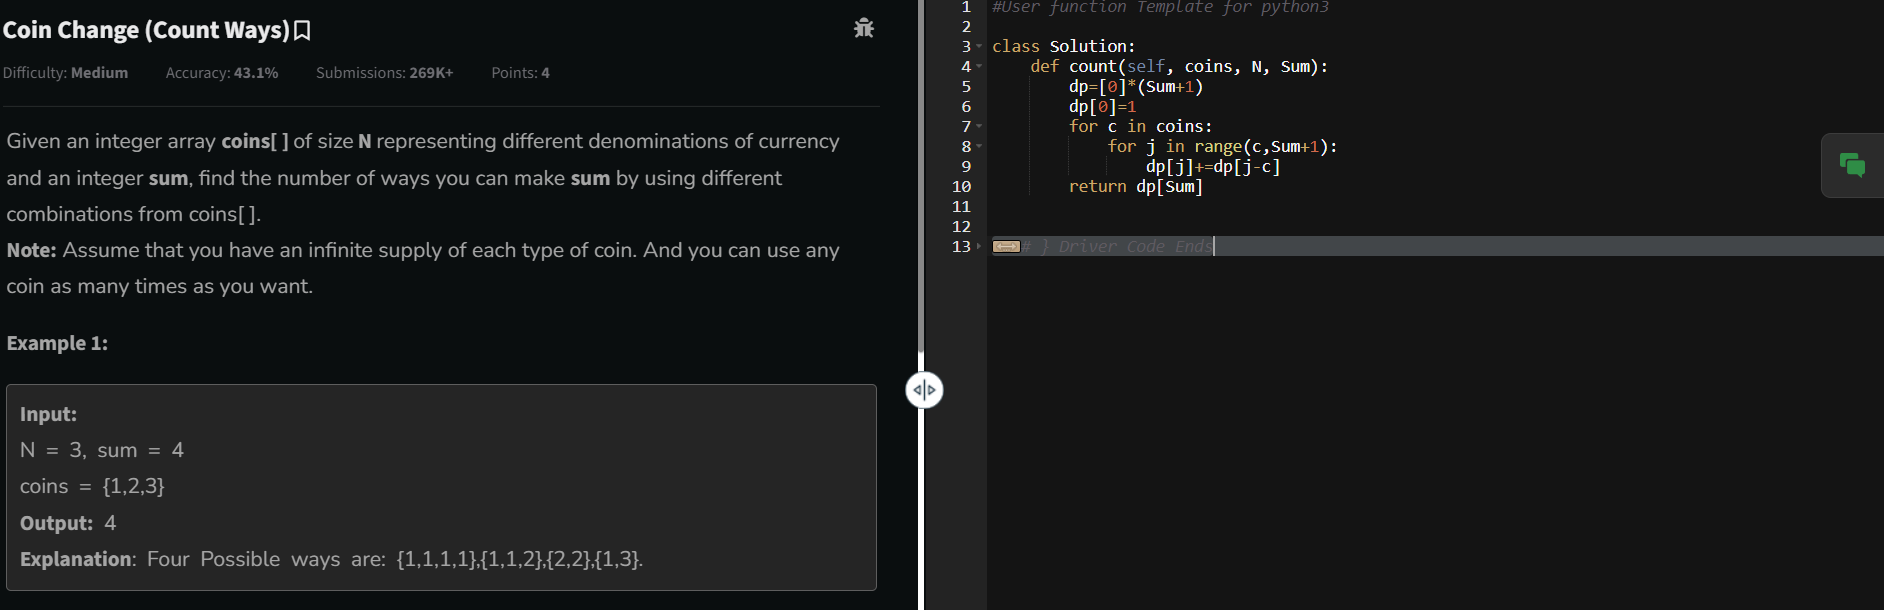 Coin Change (Count Ways)
Difficulty: Medium Accuracy: 43.1% Submissions: 269K+ Points: 4
Given an integer array coins[ ] of size N representing different denominations of currency
and an integer sum, find the number of ways you can make sum by using different
combinations from coins[ ].
Note: Assume that you have an infinite supply of each type of coin. And you can use any
coin as many times as you want.
Example 1:
Input:
N = 3, sum = 4
coins = {1,2,3}
Output: 4
Explanation: Four Possible ways are: {1,1,1,1},{1,1,2},{2,2},{1,3}.
1 #User function Template for python3
2
3 class Solution:
4     def count(self, coins, N, Sum):
5         dp=[0]*(Sum+1)
6         dp[0]=1
7         for c in coins:
8             for j in range(c,Sum+1):
9                 dp[j]+=dp[j-c]
10         return dp[Sum]
11
12
13 # } Driver Code Ends